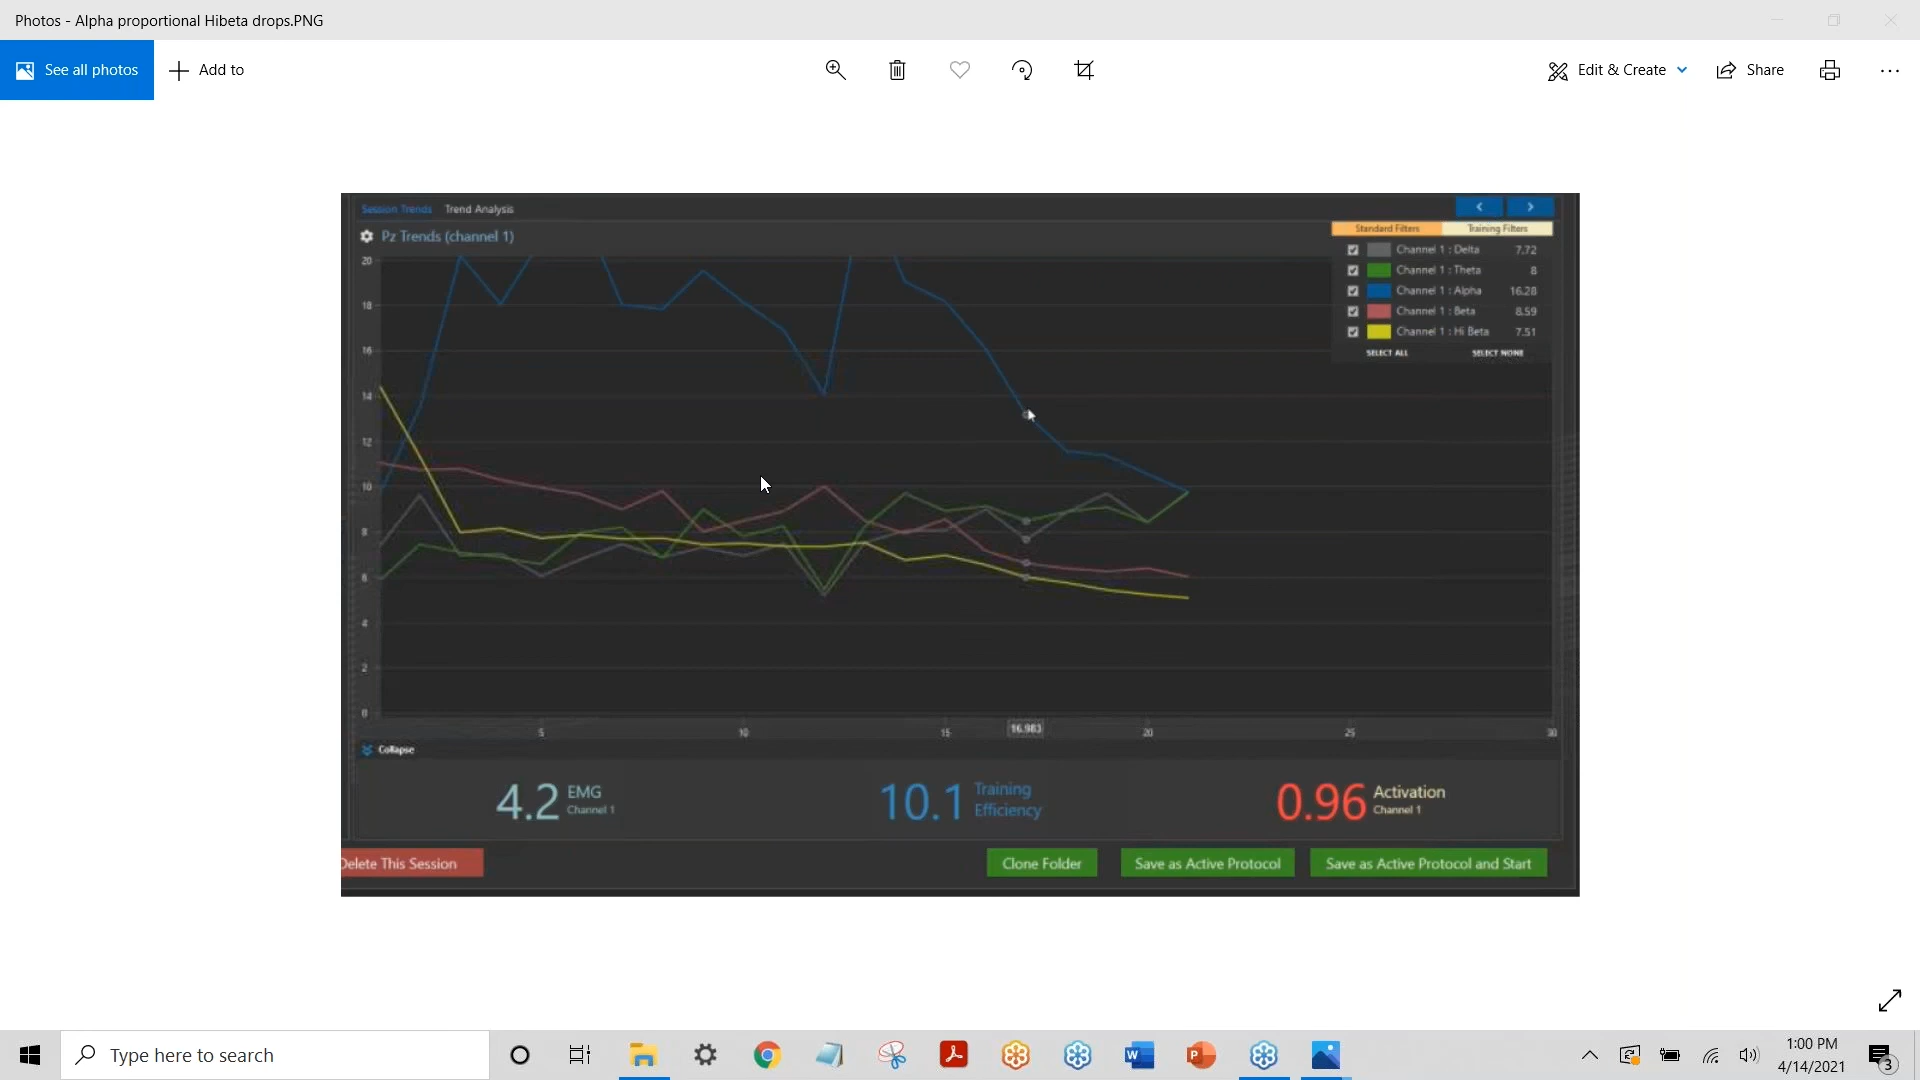 Photos - Alpha proportional Hibeta drops.PNG
See all photos
Add to
Edit & Create
Share
Session Trends Trend Analysis
Pz Trends (channel 1)
Standard Filters Training Filters
Channel 1 : Delta 7.72
Channel 1 : Theta 8
Channel 1 : Alpha 16.28
Channel 1 : Beta 8.59
Channel 1 : Hi Beta 7.51
SELECT ALL SELECT NONE
20
18
16
14
12
10
8
6
4
2
0
5 10 15 16.983 20 25 30
Collapse
4.2 EMG Channel 1
10.1 Training Efficiency
0.96 Activation Channel 1
Delete This Session
Clone Folder
Save as Active Protocol
Save as Active Protocol and Start
Type here to search
1:00 PM
4/14/2021
3